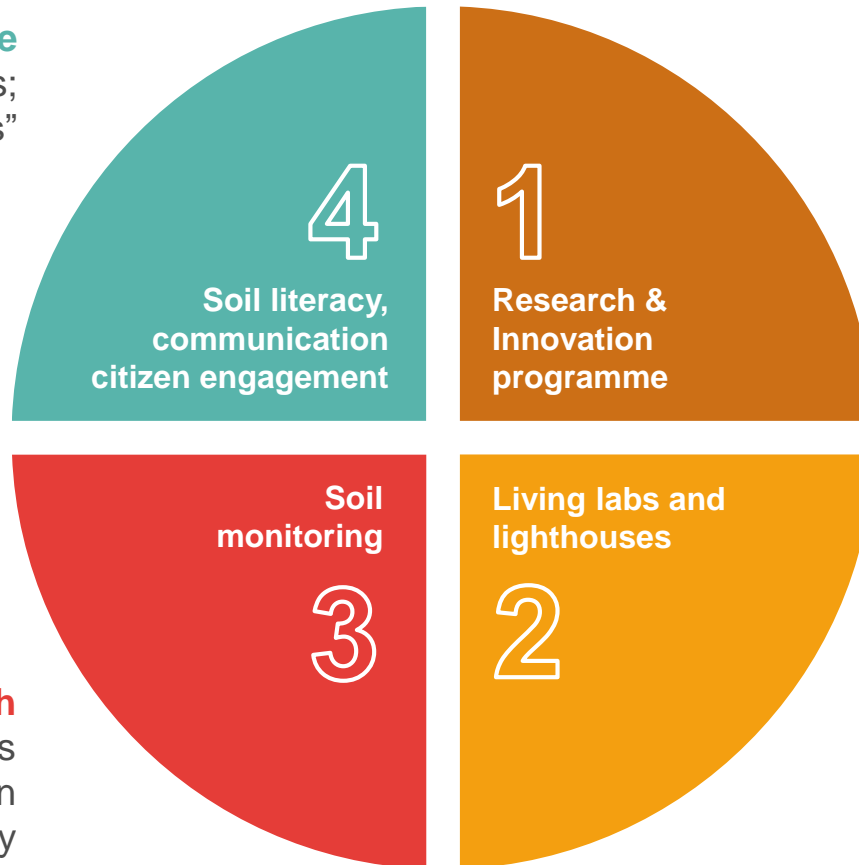 e
s;
s”
4
Soil literacy,
communication
citizen engagement
1
Research &
Innovation
programme
Soil
monitoring
3
Living labs and
lighthouses
2
h
s
n
y